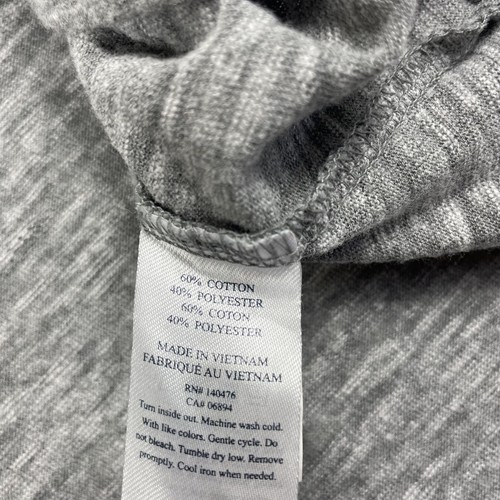 60% COTTON
40% POLYESTER
60% COTON
40% POLYESTER
MADE IN VIETNAM
FABRIQUÉ AU VIETNAM
RN# 140476
CA# 06894
Turn inside out. Machine wash cold.
With like colors. Gentle cycle. Do
not bleach. Tumble dry low. Remove
promptly. Cool iron when needed.